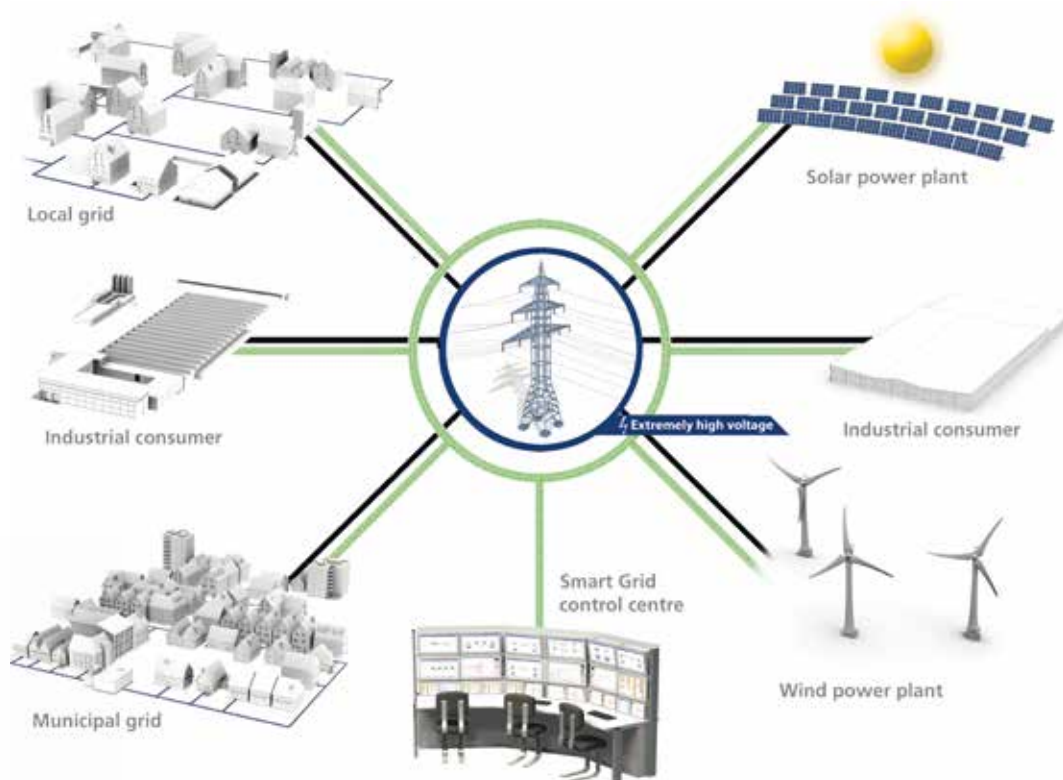 Solar power plant
Local grid
Extremely high voltage
Industrial consumer
Industrial consumer
Smart Grid
control centre
Wind power plant
Municipal grid